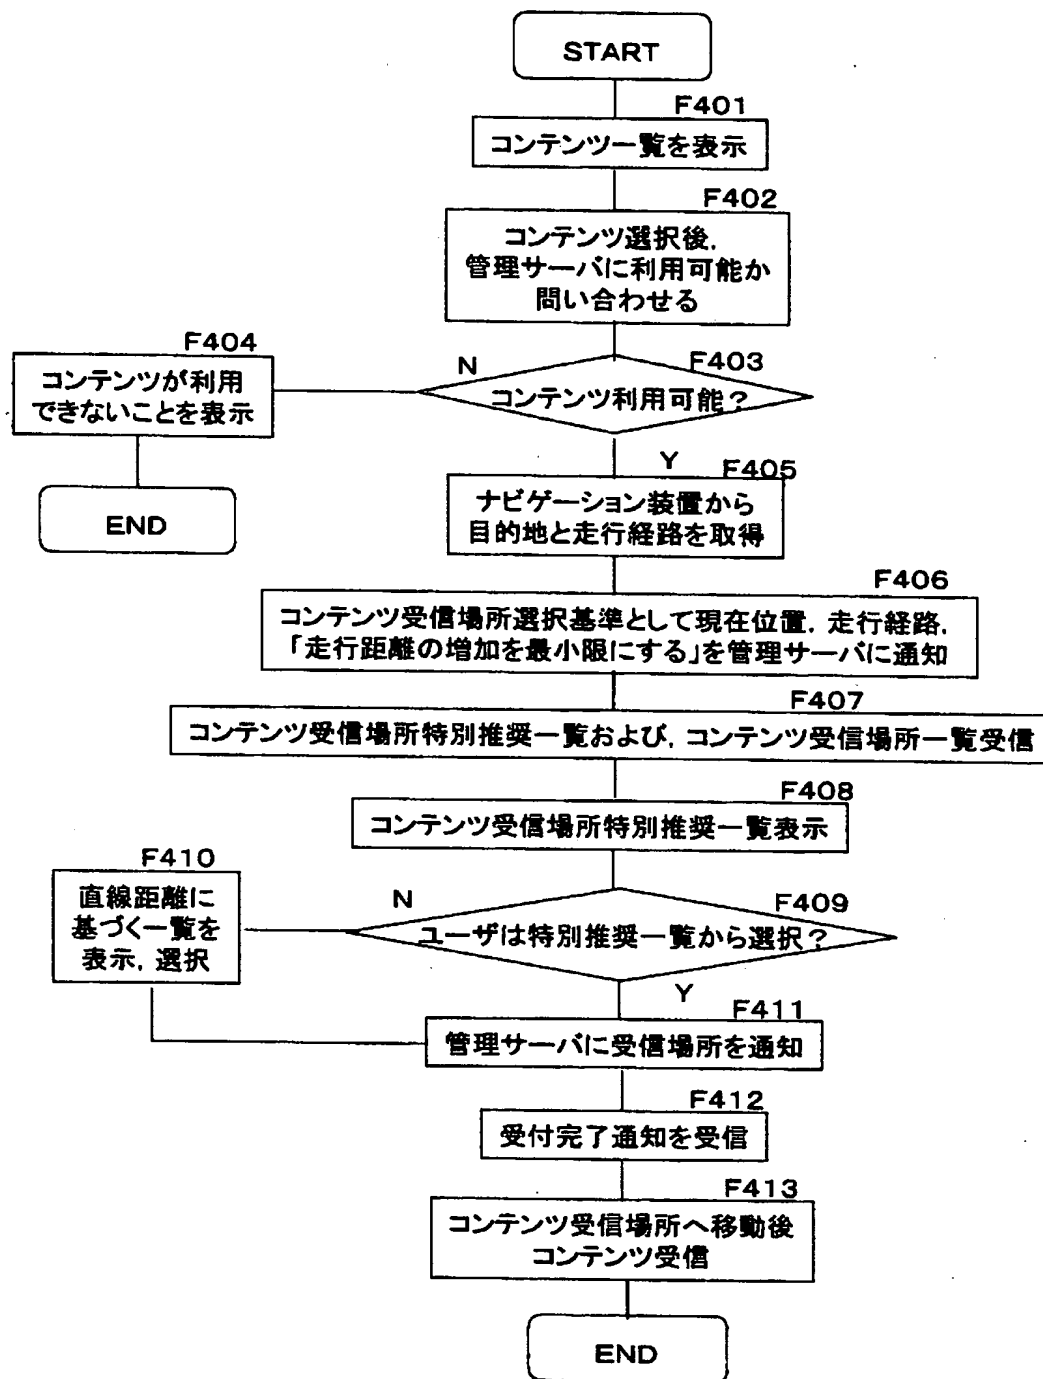 START
F401
コンテンツ一覧を表示
F402
コンテンツ選択後，
管理サーバに利用可能か
問い合わせる
F403
コンテンツ利用可能？
N
F404
コンテンツが利用
できないことを表示
END
Y
F405
ナビゲーション装置から
目的地と走行経路を取得
F406
コンテンツ受信場所選択基準として現在位置，走行経路，
「走行距離の増加を最小限にする」を管理サーバに通知
F407
コンテンツ受信場所特別推奨一覧および，コンテンツ受信場所一覧受信
F408
コンテンツ受信場所特別推奨一覧表示
F409
ユーザは特別推奨一覧から選択？
N
F410
直線距離に
基づく一覧を
表示，選択
Y
F411
管理サーバに受信場所を通知
F412
受付完了通知を受信
F413
コンテンツ受信場所へ移動後
コンテンツ受信
END